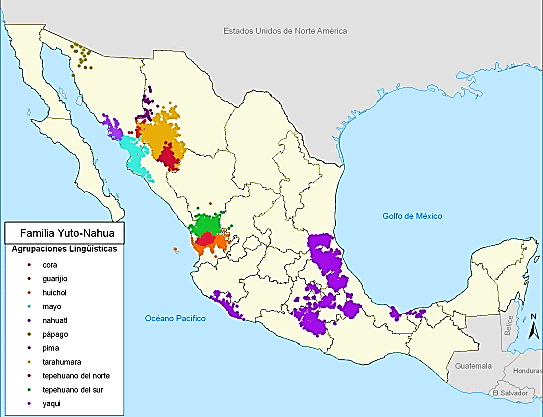 Estados Unidos de Norte América
Golfo de México
Océano Pacífico
Belice
Guatemala
Honduras
El Salvador
N
Familia Yuto-Nahua
Agrupaciones Lingüísticas
cora
guarijío
huichol
mayo
nahuatl
pápago
pima
tarahumara
tepehuano del norte
tepehuano del sur
yaqui